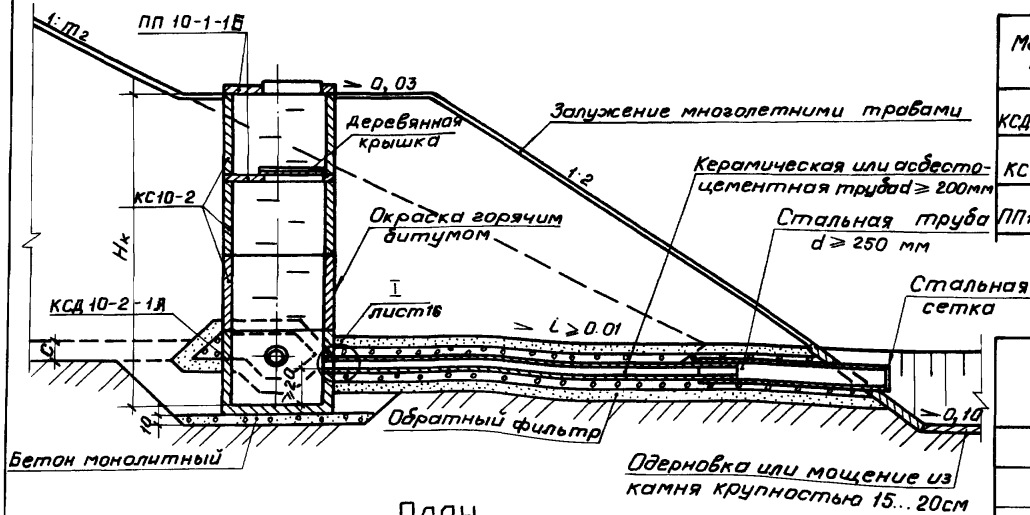 1:m2
ПП 10-1-1Б
0,03
Деревянная
крышка
Залужение многолетними травами
1:2
Керамическая или асбесто-
цементная труба d ≥ 200мм
КС10-2
Окраска горячим
битумом
Стальная труба
d ≥ 250 мм
Нк
КСД 10-2-1А
I
лист 16
i ≥ 0.01
Стальная
сетка
С
≥20
10
Обратный фильтр
0,10
Бетон монолитный
Одерновка или мощение из
камня крупностью 15...20см
План
КСД
КС